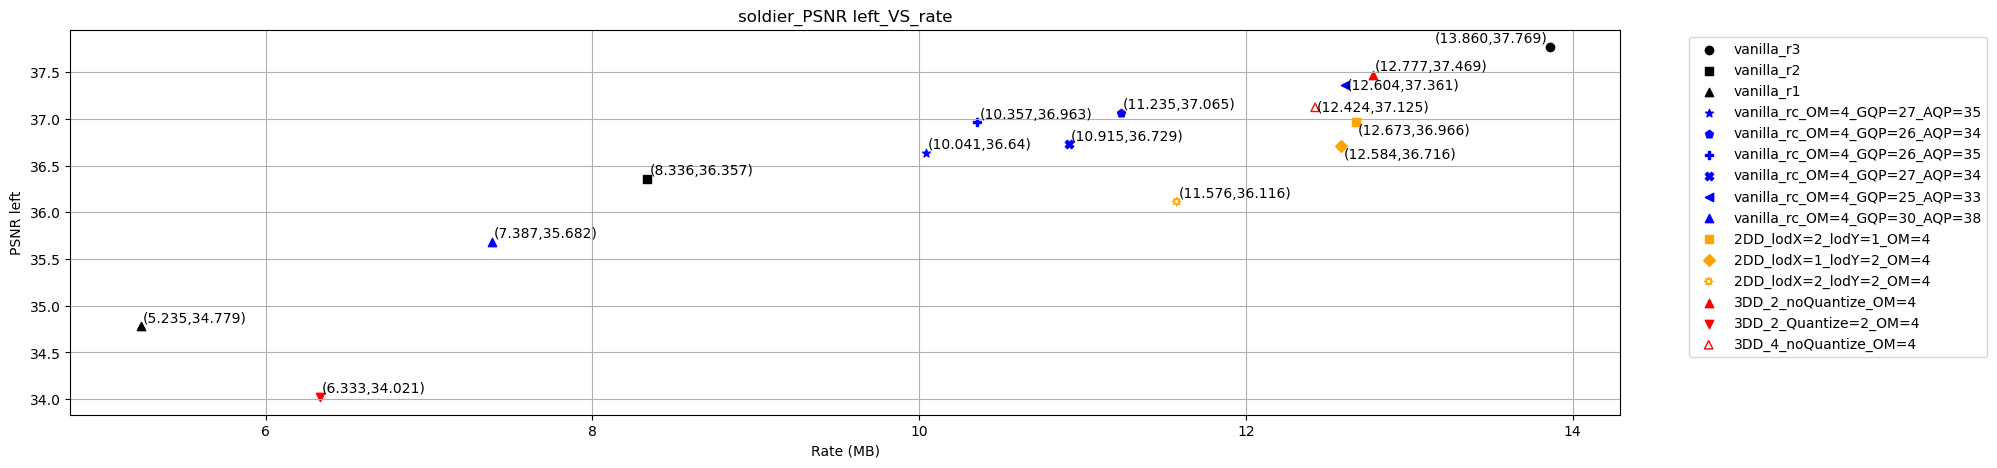 soldier_PSNR left_VS_rate
(13.860,37.769)
(12.777,37.469)
(12.604,37.361)
(12.424,37.125)
(11.235,37.065)
(10.357,36.963)
(12.673,36.966)
(10.915,36.729)
(10.041,36.64)
(12.584,36.716)
(8.336,36.357)
(11.576,36.116)
(7.387,35.682)
(5.235,34.779)
(6.333,34.021)
37.5
37.0
36.5
36.0
35.5
35.0
34.5
34.0
PSNR left
6
8
10
12
14
Rate (MB)
vanilla_r3
vanilla_r2
vanilla_r1
vanilla_rc_OM=4_GQP=27_AQP=35
vanilla_rc_OM=4_GQP=26_AQP=34
vanilla_rc_OM=4_GQP=26_AQP=35
vanilla_rc_OM=4_GQP=27_AQP=34
vanilla_rc_OM=4_GQP=25_AQP=33
vanilla_rc_OM=4_GQP=30_AQP=38
2DD_lodX=2_lodY=1_OM=4
2DD_lodX=1_lodY=2_OM=4
2DD_lodX=2_lodY=2_OM=4
3DD_2_noQuantize_OM=4
3DD_2_Quantize=2_OM=4
3DD_4_noQuantize_OM=4